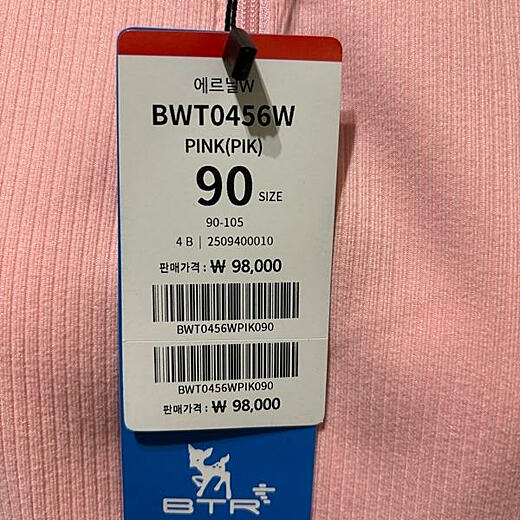 에르닐W
BWT0456W
PINK(PIK)
90 SIZE
90-105
4 B | 2509400010
판매가격 : ₩ 98,000
BWT0456WPIK090
BWT0456WPIK090
판매가격 : ₩ 98,000
BTR